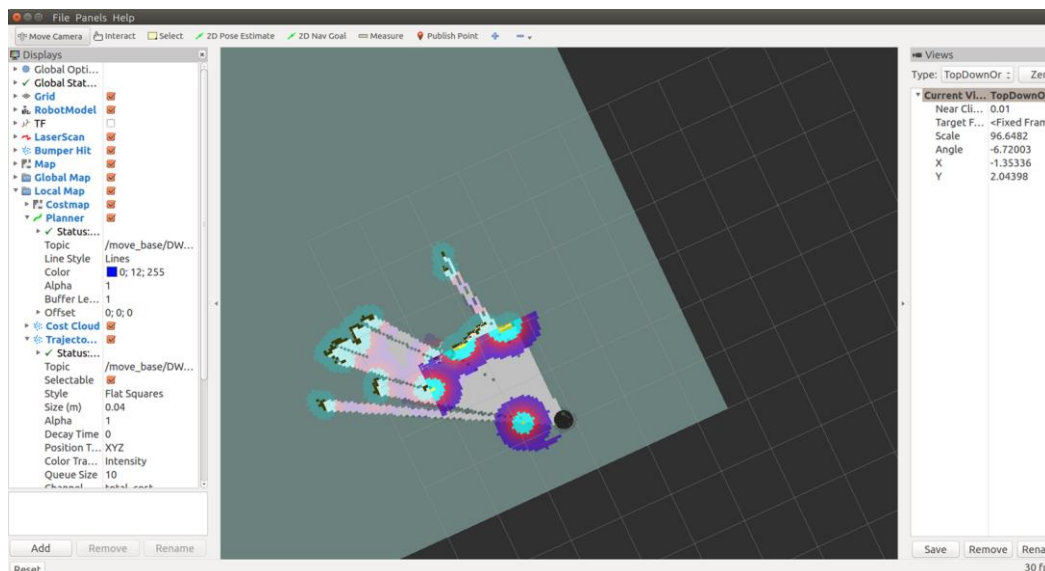 File Panels Help
Move Camera Interact Select 2D Pose Estimate 2D Nav Goal Measure Publish Point
Displays
Global Opti...
Global Stat...
Grid
RobotModel
TF
LaserScan
Bumper Hit
Map
Global Map
Local Map
Costmap
Planner
Status:...
Topic /move_base/DW...
Line Style Lines
Color 0; 12; 255
Alpha 1
Buffer Le... 1
Offset 0; 0; 0
Cost Cloud
Trajecto...
Status:...
Topic /move_base/DW...
Selectable
Style Flat Squares
Size (m) 0.04
Alpha 1
Decay Time 0
Position T... XYZ
Color Tra... Intensity
Queue Size 10
Channel total_cost
Add Remove Rename
Reset
Views
Type: TopDownOr Zer
Current Vi... TopDownO
Near Cli... 0.01
Target F... <Fixed Fram
Scale 96.6482
Angle -6.72003
X -1.35336
Y 2.04398
Save Remove Rena
30 f